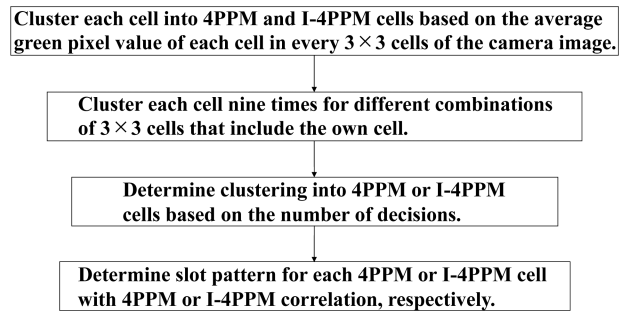 Cluster each cell into 4PPM and I-4PPM cells based on the average
green pixel value of each cell in every 3×3 cells of the camera image.
Cluster each cell nine times for different combinations
of 3×3 cells that include the own cell.
Determine clustering into 4PPM or I-4PPM
cells based on the number of decisions.
Determine slot pattern for each 4PPM or I-4PPM cell
with 4PPM or I-4PPM correlation, respectively.